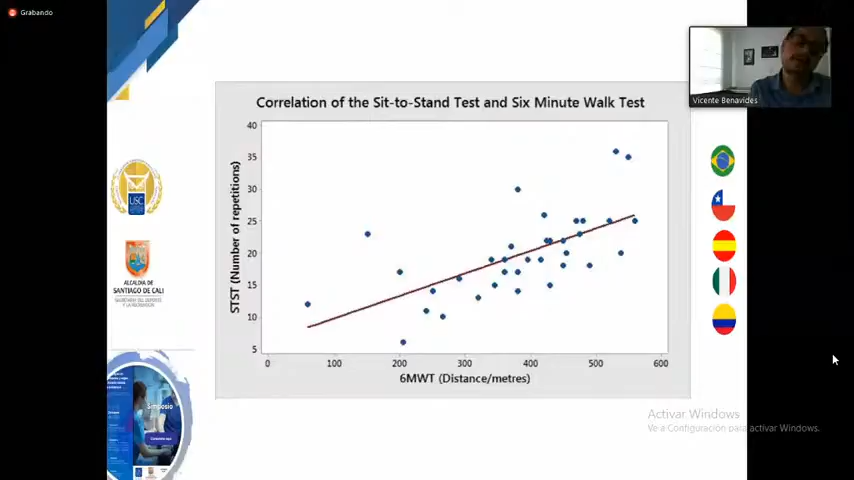 Grabando
Vicente Benavides
Correlation of the Sit-to-Stand Test and Six Minute Walk Test
STST (Number of repetitions)
40
35
30
25
20
15
10
5
0
100
200
300
400
500
600
6MWT (Distance/metres)
USC
ALCALDÍA DE
SANTIAGO DE CALI
Simposio
Activar Windows
Ve a Configuración para activar Windows.